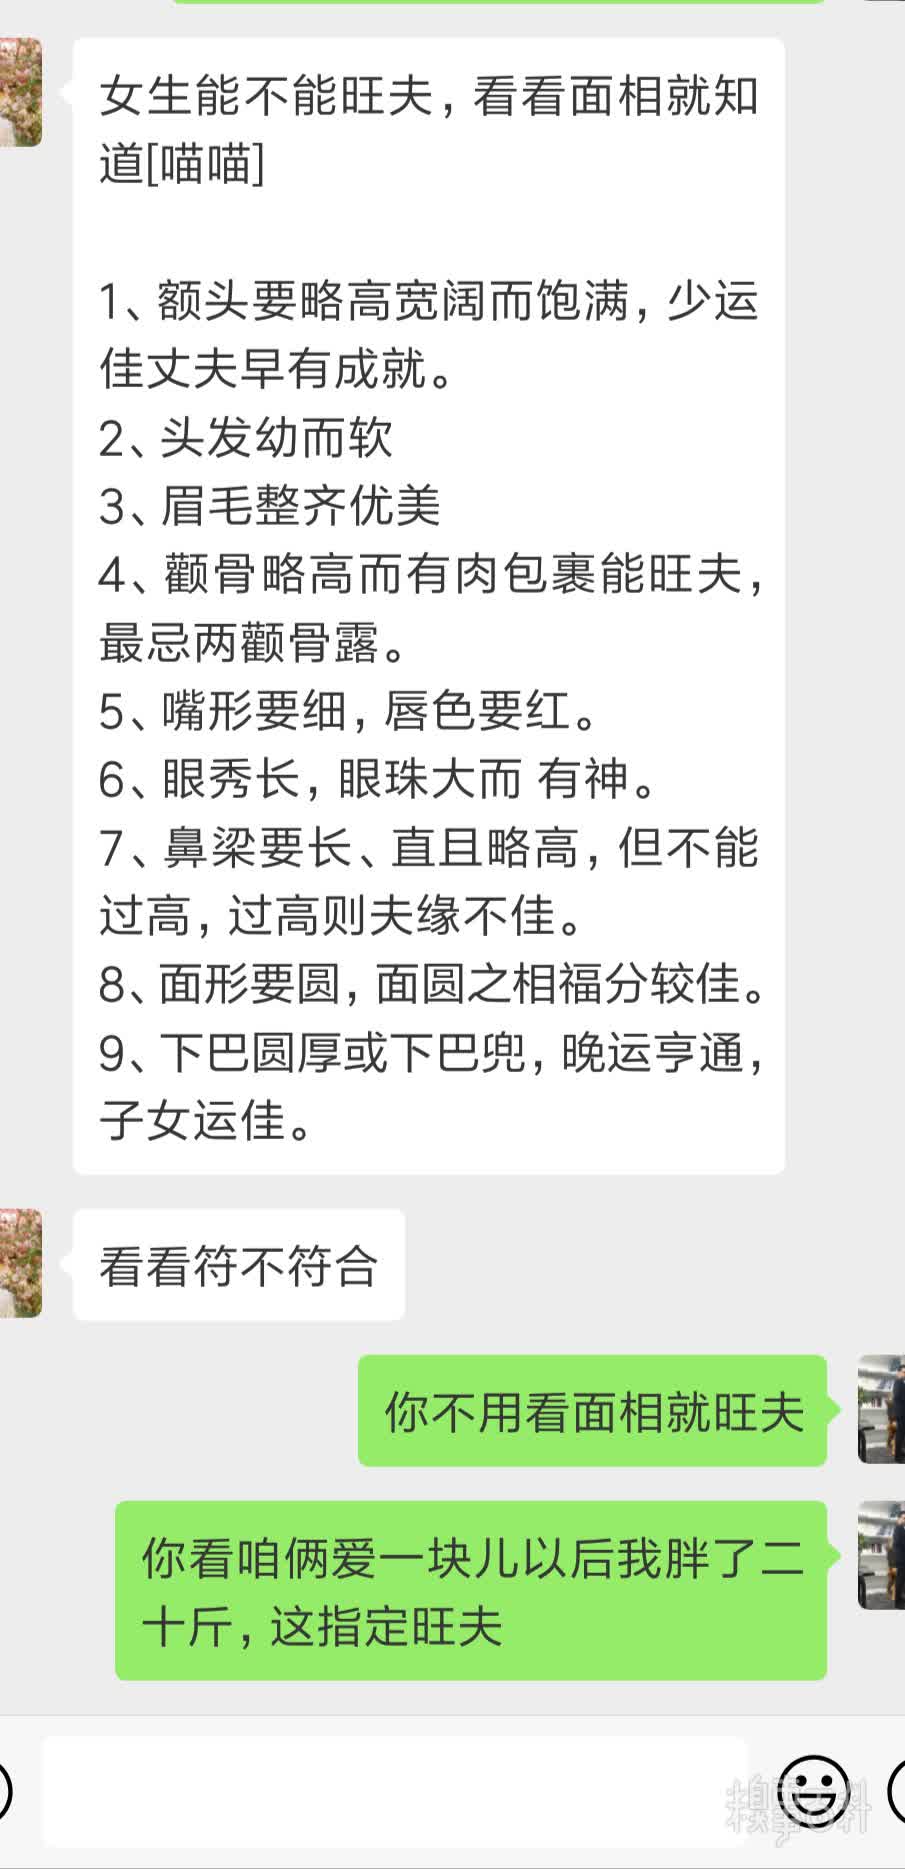 女生能不能旺夫，看看面相就知
道[喵喵]
1、额头要略高宽阔而饱满，少运
佳丈夫早有成就。
2、头发幼而软
3、眉毛整齐优美
4、颧骨略高而有肉包裹能旺夫，
最忌两颧骨露。
5、嘴形要细，唇色要红。
6、眼秀长，眼珠大而 有神。
7、鼻梁要长、直且略高，但不能
过高，过高则夫缘不佳。
8、面形要圆，面圆之相福分较佳。
9、下巴圆厚或下巴兜，晚运亨通，
子女运佳。
看看符不符合
你不用看面相就旺夫
你看咱俩爱一块儿以后我胖了二
十斤，这指定旺夫
糗事百科